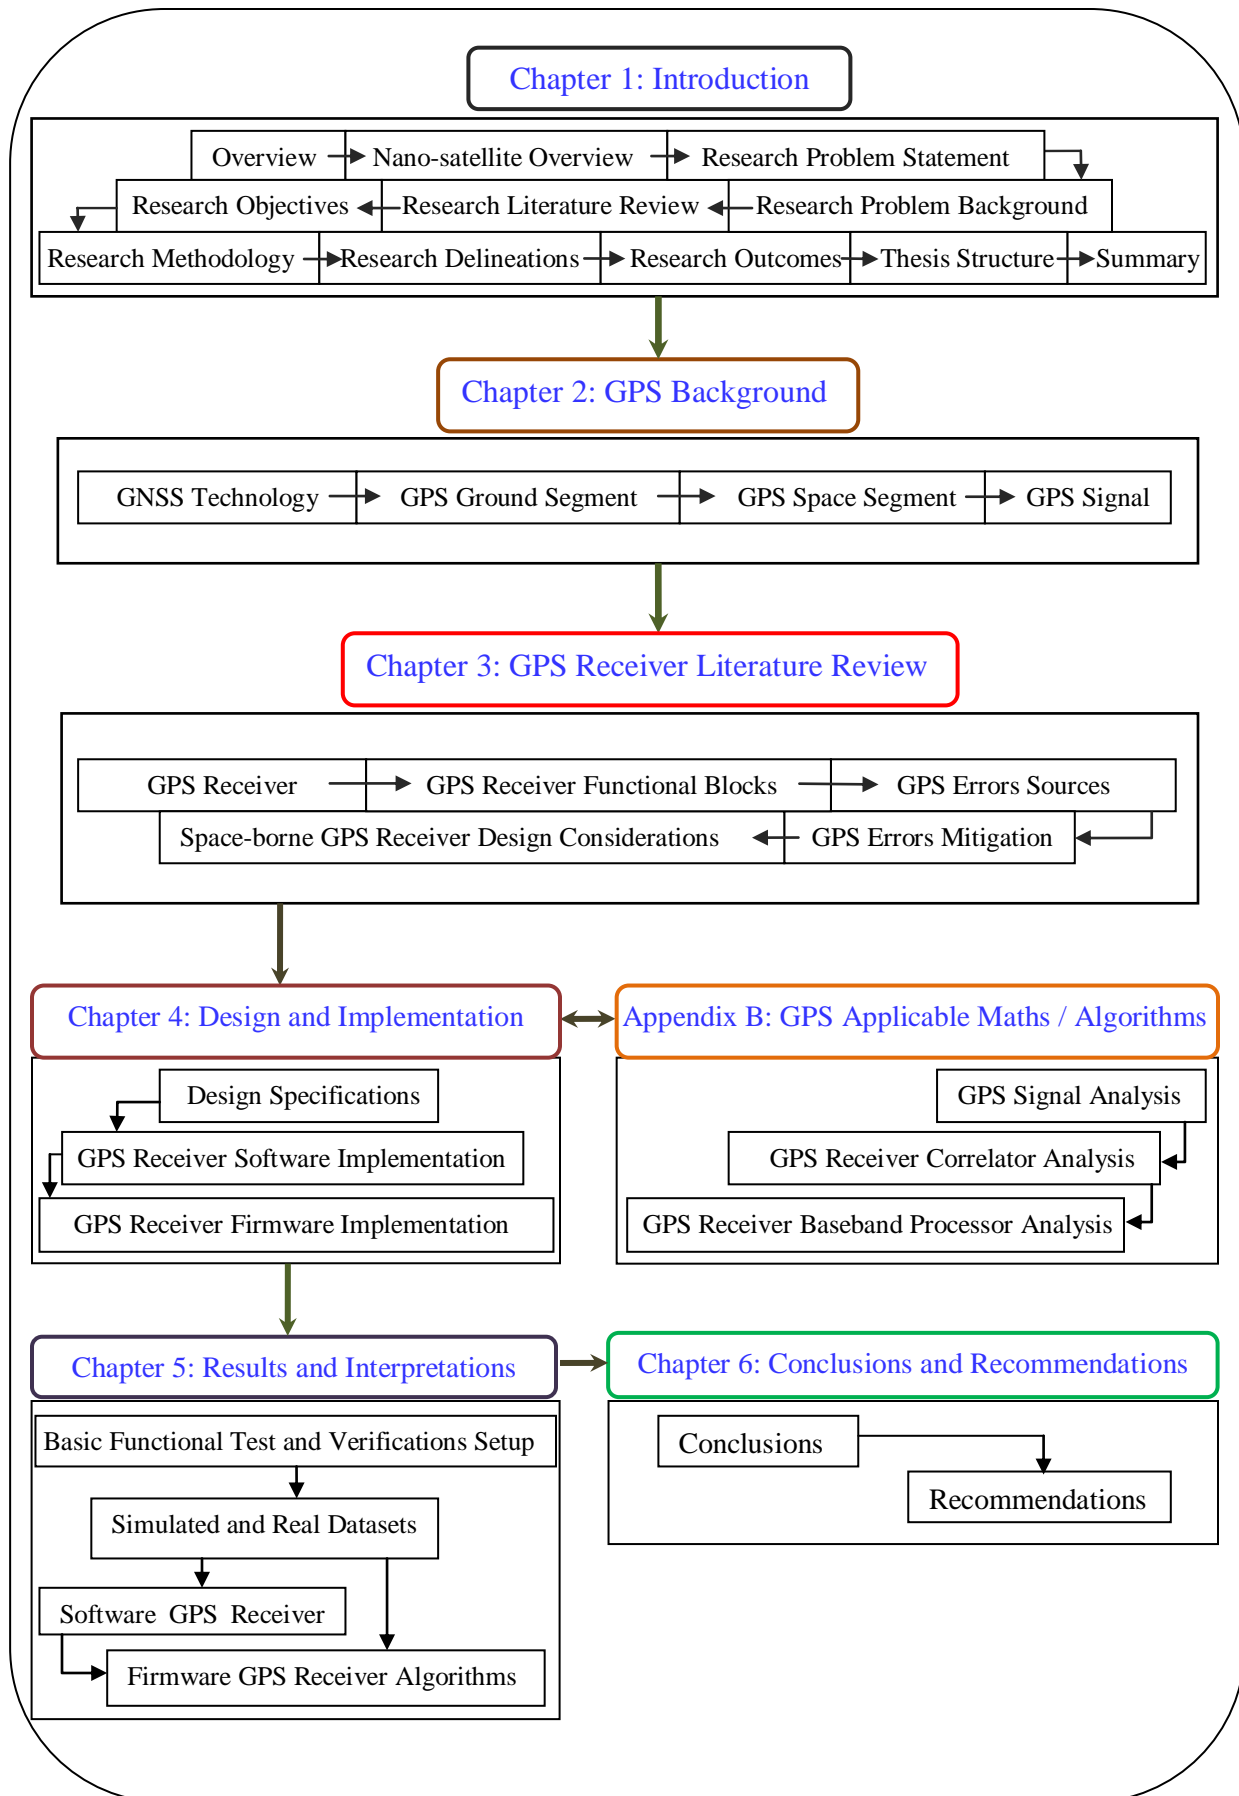 Chapter 1: Introduction
Overview Nano-satellite Overview Research Problem Statement
Research Objectives Research Literature Review Research Problem Background
Research Methodology Research Delineations Research Outcomes Thesis Structure Summary
Chapter 2: GPS Background
GNSS Technology GPS Ground Segment GPS Space Segment GPS Signal
Chapter 3: GPS Receiver Literature Review
GPS Receiver GPS Receiver Functional Blocks GPS Errors Sources
Space-borne GPS Receiver Design Considerations GPS Errors Mitigation
Chapter 4: Design and Implementation
Design Specifications
GPS Receiver Software Implementation
GPS Receiver Firmware Implementation
Appendix B: GPS Applicable Maths / Algorithms
GPS Signal Analysis
GPS Receiver Correlator Analysis
GPS Receiver Baseband Processor Analysis
Chapter 5: Results and Interpretations
Basic Functional Test and Verifications Setup
Simulated and Real Datasets
Software GPS Receiver
Firmware GPS Receiver Algorithms
Chapter 6: Conclusions and Recommendations
Conclusions
Recommendations